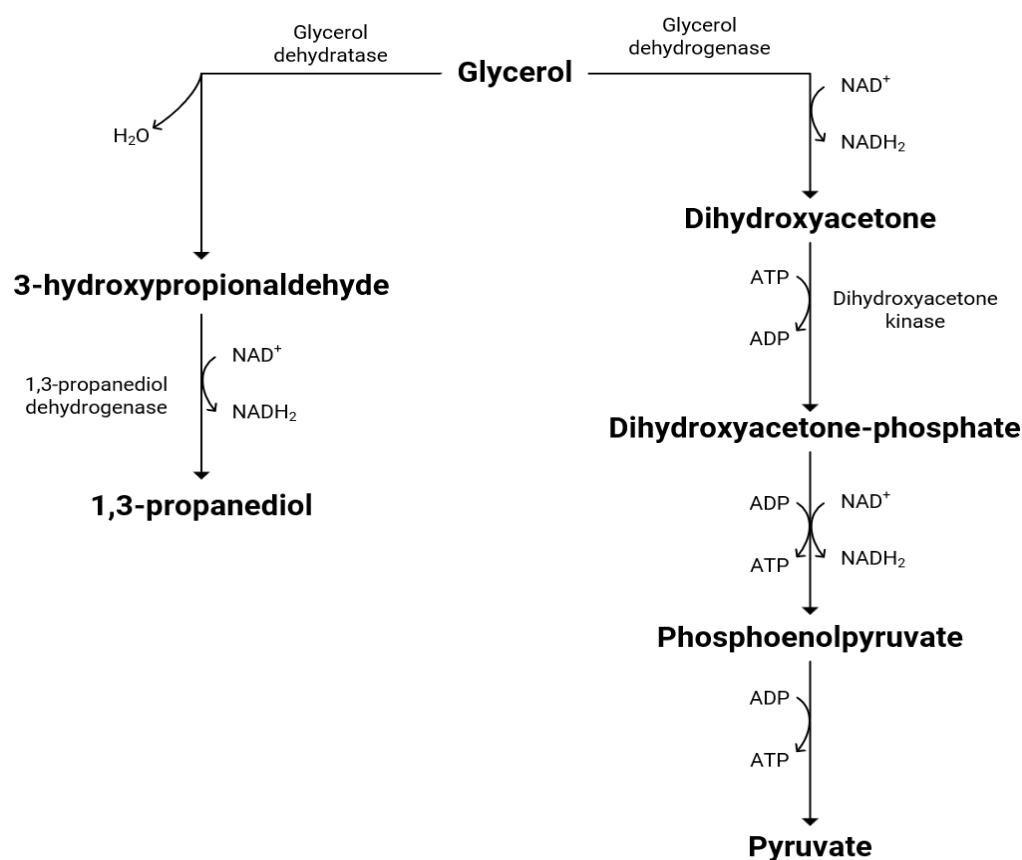 Glycerol
dehydratase
Glycerol
Glycerol
dehydrogenase
NAD⁺
NADH₂
H₂O
Dihydroxyacetone
3-hydroxypropionaldehyde
ATP
ADP
Dihydroxyacetone
kinase
NAD⁺
NADH₂
1,3-propanediol
dehydrogenase
Dihydroxyacetone-phosphate
1,3-propanediol
ADP
ATP
NAD⁺
NADH₂
Phosphoenolpyruvate
ADP
ATP
Pyruvate